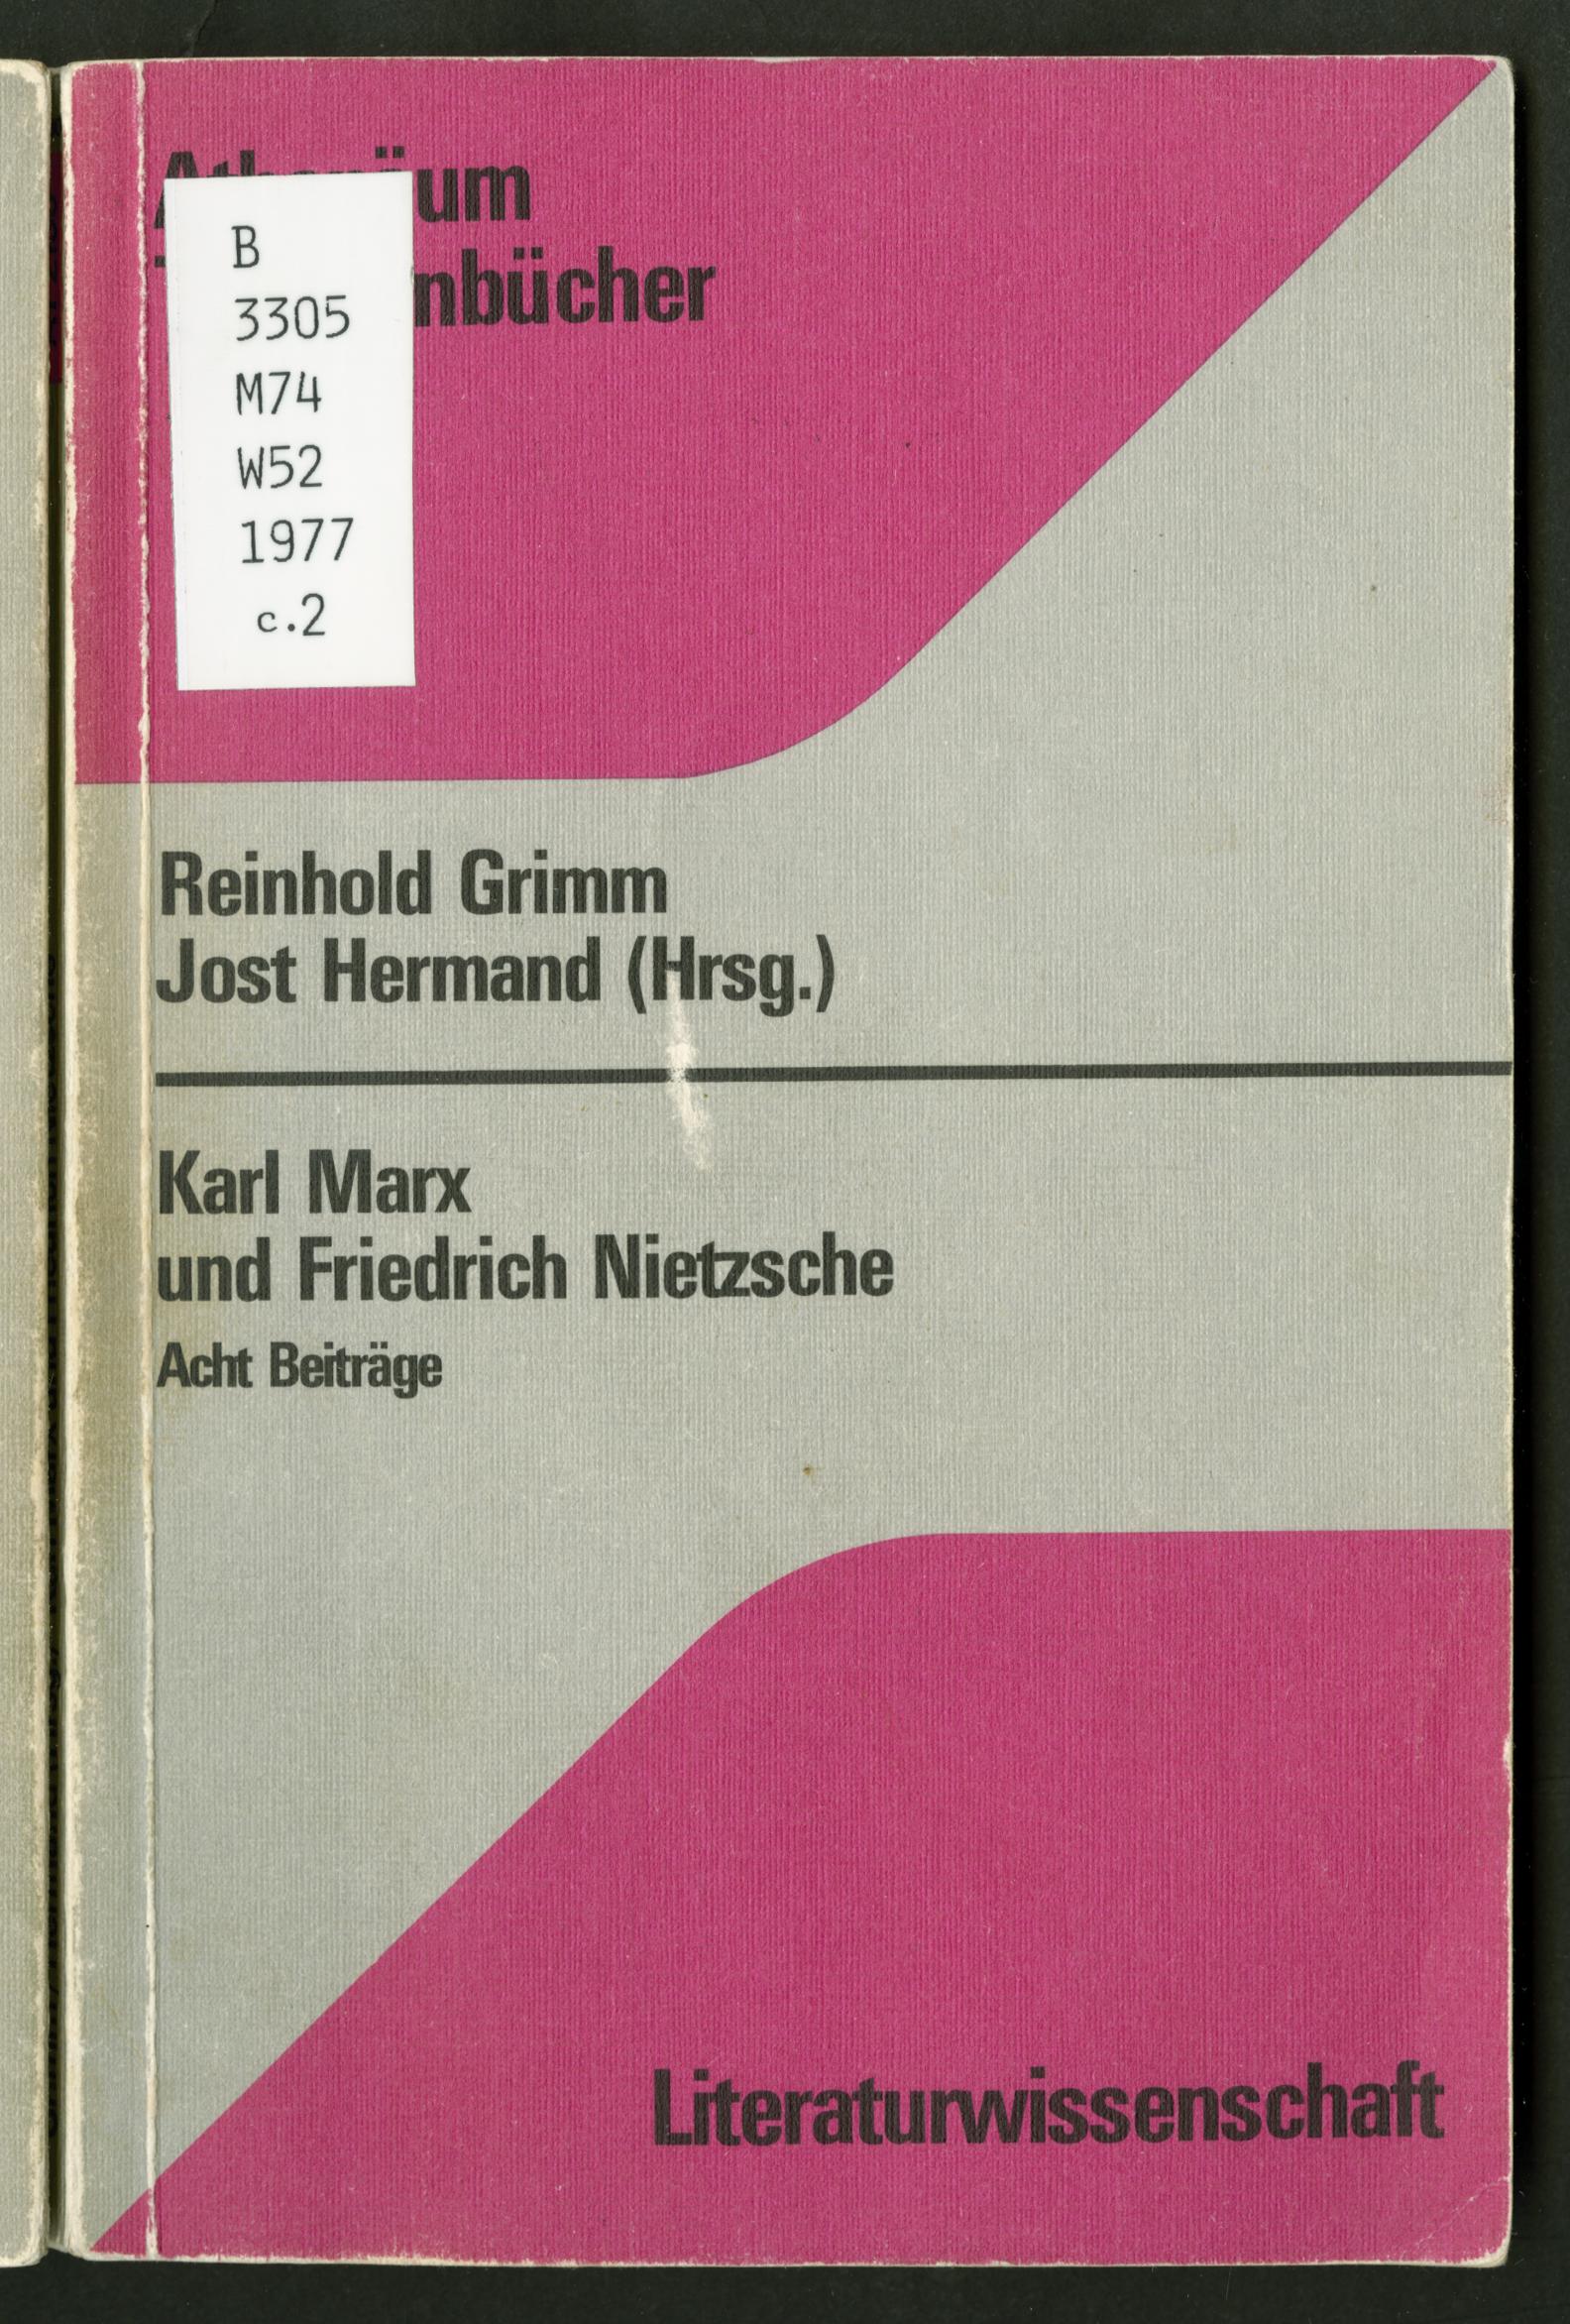 Athenäum
nbücher
B
3305
M74
W52
1977
c.2
Reinhold Grimm
Jost Hermand (Hrsg.)
Karl Marx
und Friedrich Nietzsche
Acht Beiträge
Literaturwissenschaft